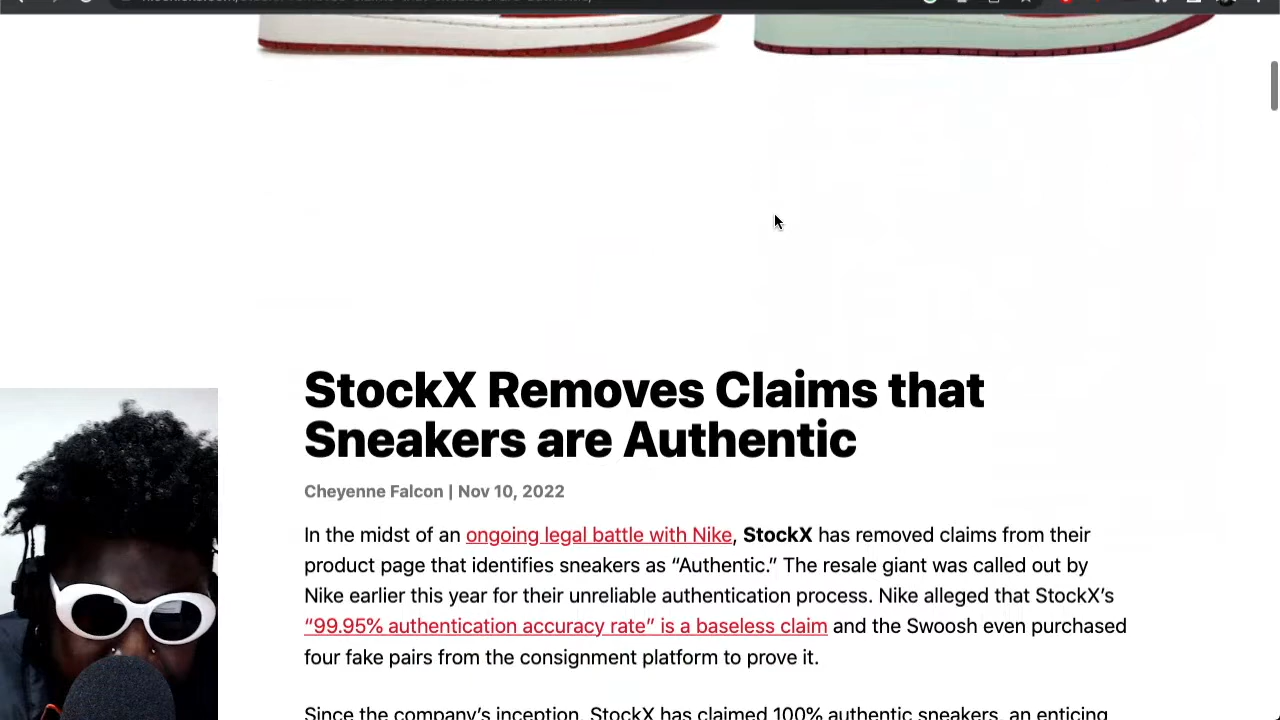 StockX Removes Claims that
Sneakers are Authentic
Cheyenne Falcon | Nov 10, 2022
In the midst of an ongoing legal battle with Nike, StockX has removed claims from their
product page that identifies sneakers as “Authentic.” The resale giant was called out by
Nike earlier this year for their unreliable authentication process. Nike alleged that StockX’s
“99.95% authentication accuracy rate” is a baseless claim and the Swoosh even purchased
four fake pairs from the consignment platform to prove it.
Since the company’s inception, StockX has claimed 100% authentic sneakers, an enticing